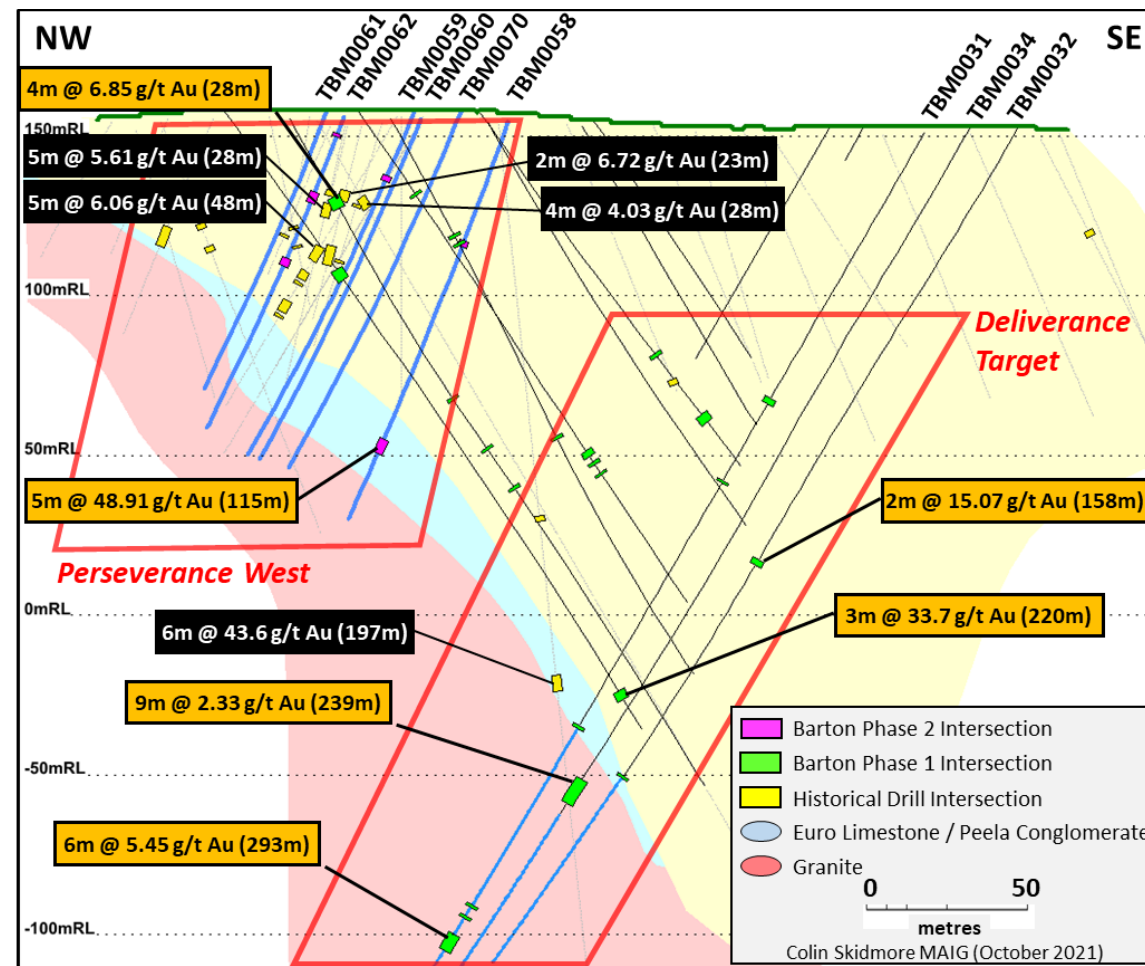 NW
SE
TBM0061
TBM0062
TBM0059
TBM0060
TBM0070
TBM0058
TBM0031
TBM0034
TBM0032
4m @ 6.85 g/t Au (28m)
150mRL
5m @ 5.61 g/t Au (28m)
2m @ 6.72 g/t Au (23m)
5m @ 6.06 g/t Au (48m)
4m @ 4.03 g/t Au (28m)
100mRL
Deliverance
Target
50mRL
5m @ 48.91 g/t Au (115m)
2m @ 15.07 g/t Au (158m)
Perseverance West
0mRL
6m @ 43.6 g/t Au (197m)
3m @ 33.7 g/t Au (220m)
9m @ 2.33 g/t Au (239m)
-50mRL
6m @ 5.45 g/t Au (293m)
-100mRL
Barton Phase 2 Intersection
Barton Phase 1 Intersection
Historical Drill Intersection
Euro Limestone / Peela Conglomerate
Granite
0 50
metres
Colin Skidmore MAIG (October 2021)